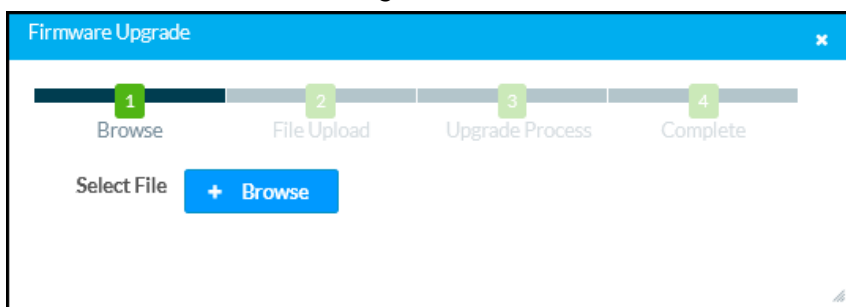 Firmware Upgrade
1 2 3 4
Browse File Upload Upgrade Process Complete
Select File + Browse